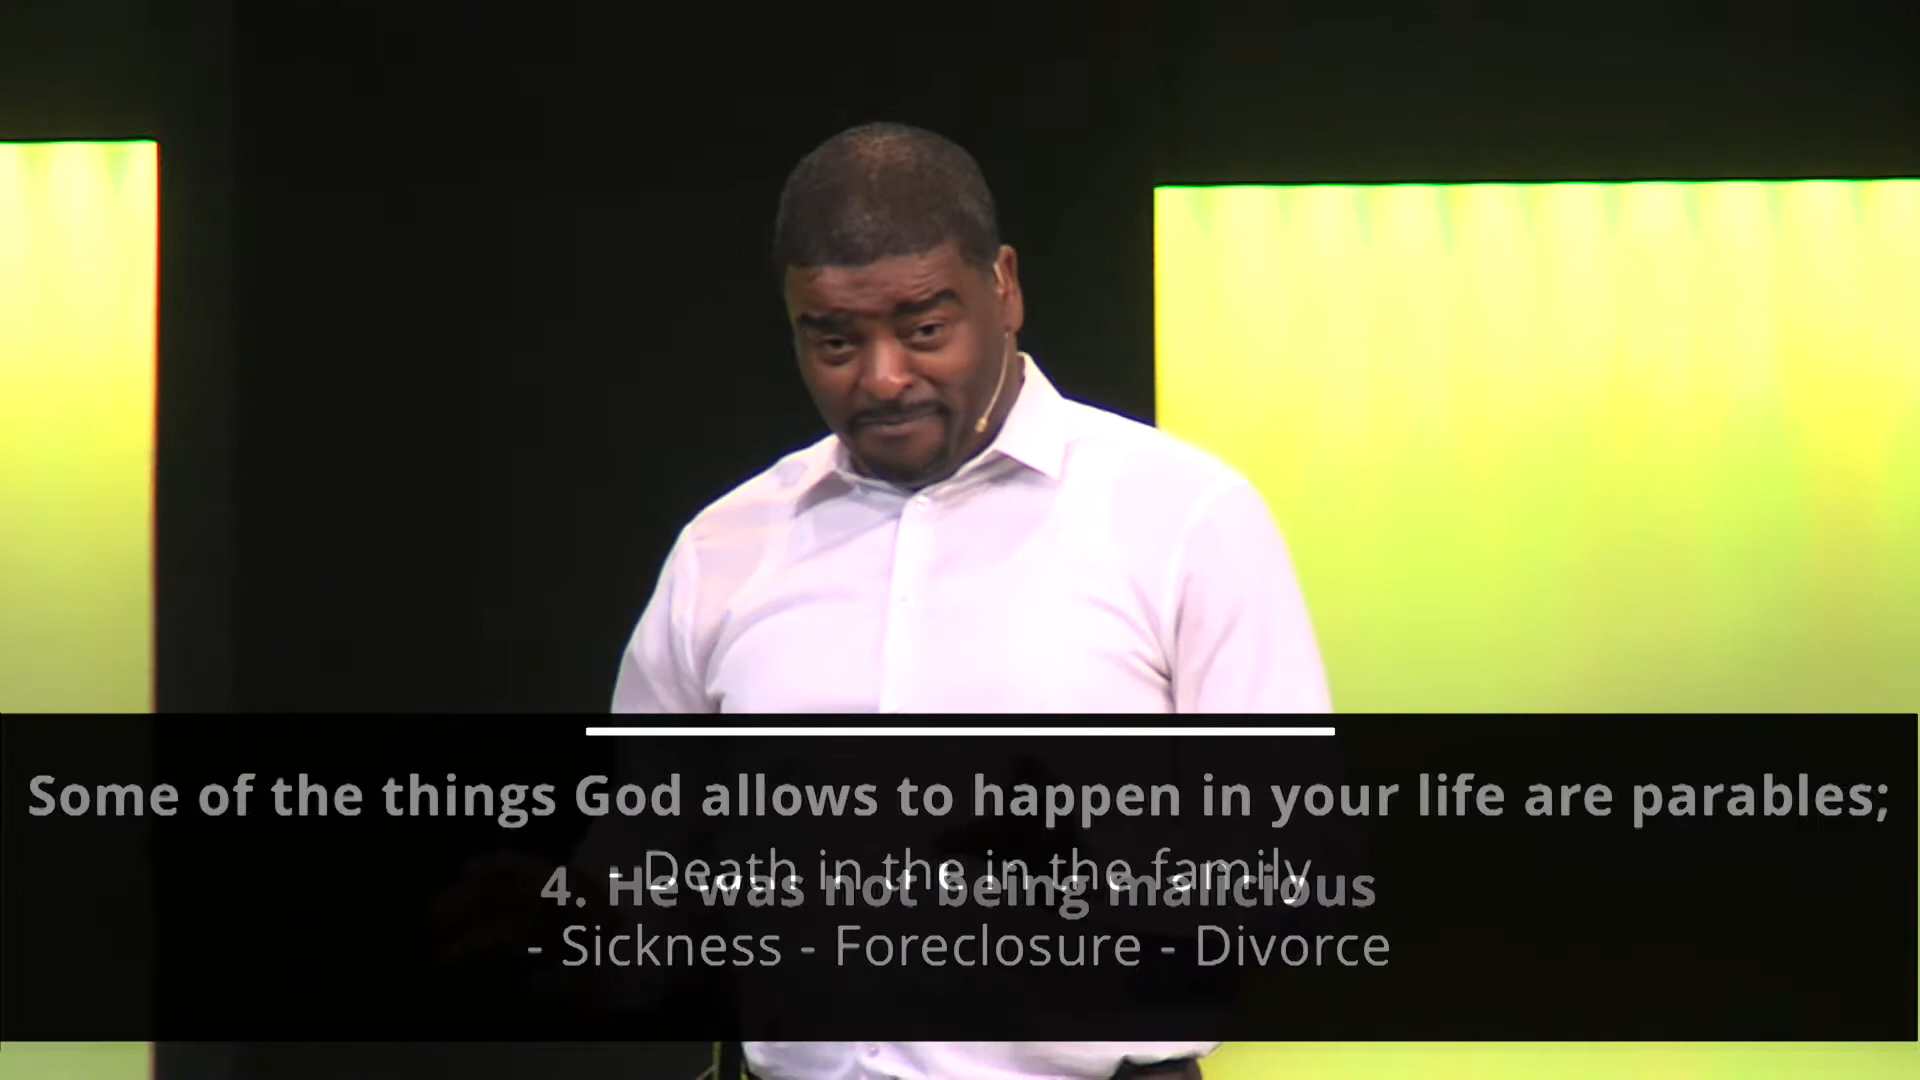 Some of the things God allows to happen in your life are parables;
- Death in the in the family
4. He was not being malicious
- Sickness - Foreclosure - Divorce